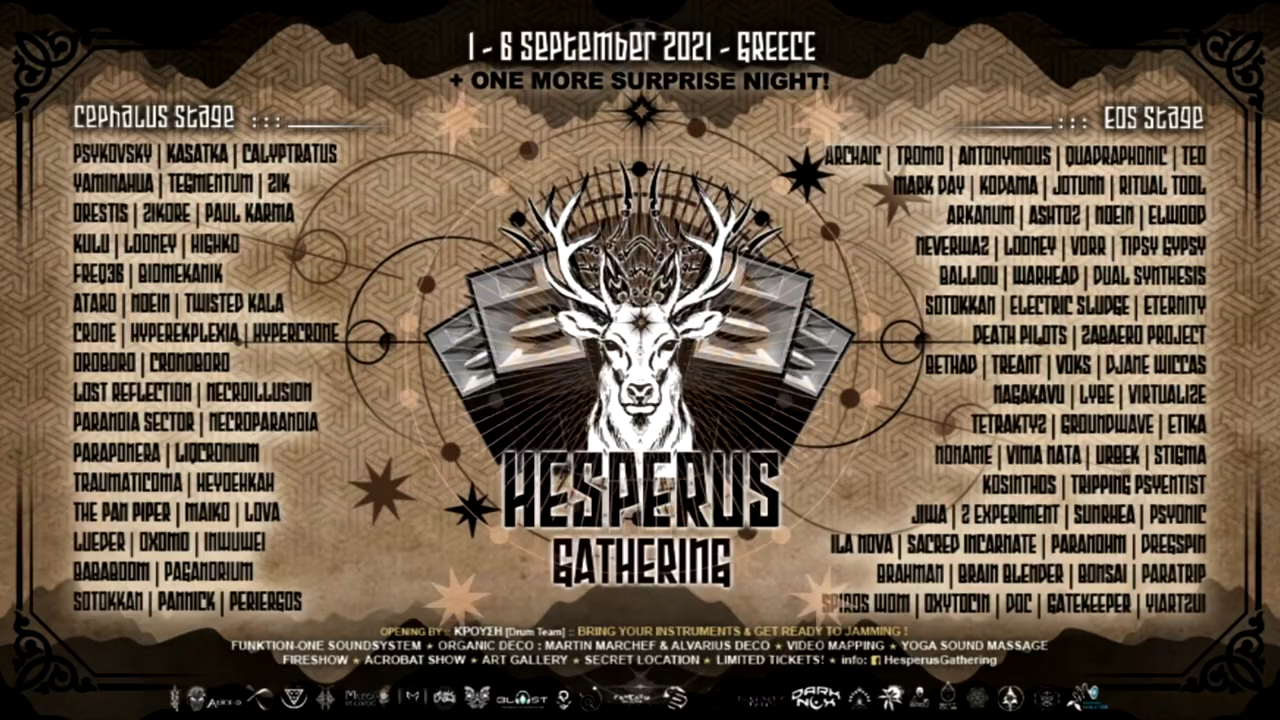 1 - 6 September 2021 - GREECE
+ ONE MORE SURPRISE NIGHT!
Cephalus Stage :::
PSYKOVSKY | KASATKA | CALYPTRATUS
YAMINAHUA | TEGMENTUM | ZIK
ORESTIS | ZIKORE | PAUL KARMA
KULU | LOONEY | HIGHKO
FREQ36 | BIOMEKANIK
ATARO | NOEIN | TWISTED KALA
CROME | HYPEREKPLEXIA | HYPERCROME
OROBORO | CRONOBORO
LOST REFLECTION | NECROILLUSION
PARANOIA SECTOR | NECROPARANOIA
PARAPONERA | LIQCRONIUM
TRAUMATICOMA | HEYOEHKAH
THE PAN PIPER | MAIKO | LOVA
LUEDER | OXOMO | INWUWEI
BABABOOM | PAGANORIUM
SOTOKKAN | PANNICK | PERIERGOS
::: EOS Stage
ARCHAIC | TROMO | ANTONYMOUS | QUADRAPHONIC | TEO
MARK DAY | KODAMA | JOTUNN | RITUAL TOOL
ARKANUM | ASHTOZ | NOEIN | ELWOOD
NEVERWAZ | LOONEY | VORR | TIPSY GYPSY
BALLIOU | WARHEAD | DUAL SYNTHESIS
SOTOKKAN | ELECTRIC SLUDGE | ETERNITY
DEATH PILOTS | ZABAERO PROJECT
BETHAD | TREANT | VOKS | DJANE WICCAS
NAGAKAVU | LYBE | VIRTUALIZE
TETRAKTYZ | GROUNDWAVE | ETIKA
NONAME | VIMA NATA | URBEK | STIGMA
KOSINTHOS | TRIPPING PSYENTIST
JIWA | 2 EXPERIMENT | SUNRHEA | PSYONIC
ILA NOVA | SACRED INCARNATE | PARANOHM | DREGSPIN
BRAHMAN | BRAIN BLENDER | BONSAI | PARATRIP
SPIROS WOM | OXYTOCIN | DOC | GATEKEEPER | YIARTZUI
HESPERUS
GATHERING
OPENING BY :: ΚΡΟΥΣΗ [Drum Team] :: BRING YOUR INSTRUMENTS & GET READY TO JAMMING !
FUNKTION-ONE SOUNDSYSTEM ★ ORGANIC DECO : MARTIN MARCHEF & ALVARIUS DECO ★ VIDEO MAPPING ★ YOGA SOUND MASSAGE
FIRESHOW ★ ACROBAT SHOW ★ ART GALLERY ★ SECRET LOCATION ★ LIMITED TICKETS! ★ info: HesperusGathering
DARK